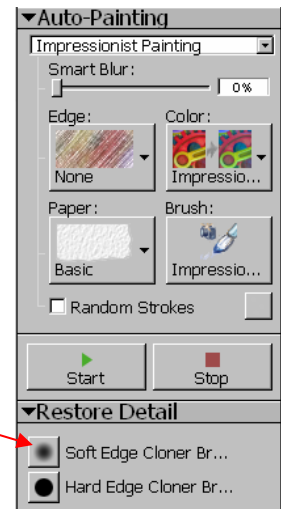 Auto-Painting
Impressionist Painting
Smart Blur:
0%
Edge: Color:
None Impressio...
Paper: Brush:
Basic Impressio...
Random Strokes
Start Stop
Restore Detail
Soft Edge Cloner Br...
Hard Edge Cloner Br...